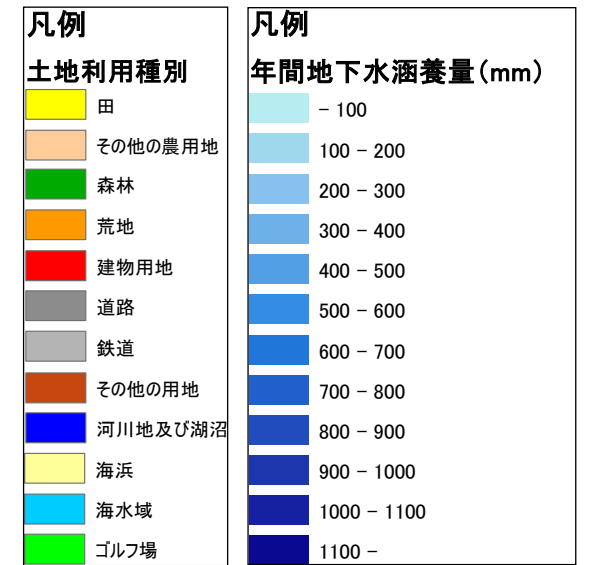 凡例
土地利用種別
田
その他の農用地
森林
荒地
建物用地
道路
鉄道
その他の用地
河川地及び湖沼
海浜
海水域
ゴルフ場
凡例
年間地下水涵養量(mm)
- 100
100 - 200
200 - 300
300 - 400
400 - 500
500 - 600
600 - 700
700 - 800
800 - 900
900 - 1000
1000 - 1100
1100 -